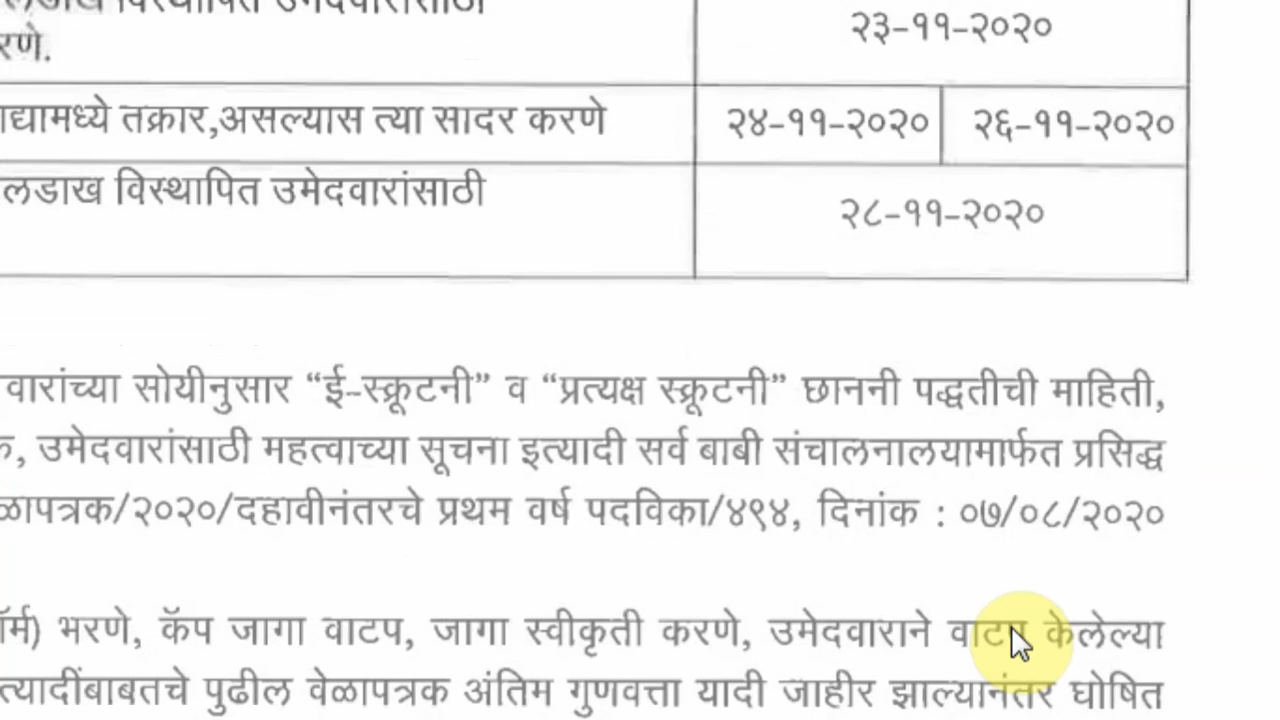 विस्थापित उमेदवारांसाठी
रणे.
२३-११-२०२०
द्यामध्ये तक्रार,असल्यास त्या सादर करणे २४-११-२०२० २६-११-२०२०
लडाख विस्थापित उमेदवारांसाठी
२८-११-२०२०
वारांच्या सोयीनुसार “ई-स्क्रूटनी” व “प्रत्यक्ष स्क्रूटनी” छाननी पद्धतीची माहिती,
क, उमेदवारांसाठी महत्वाच्या सूचना इत्यादी सर्व बाबी संचालनालयामार्फत प्रसिद्ध
ळापत्रक/२०२०/दहावीनंतरचे प्रथम वर्ष पदविका/४९४, दिनांक : ०७/०८/२०२०
ॉर्म) भरणे, कॅप जागा वाटप, जागा स्वीकृती करणे, उमेदवाराने वाटप केलेल्या
त्यादींबाबतचे पुढील वेळापत्रक अंतिम गुणवत्ता यादी जाहीर झाल्यानंतर घोषित